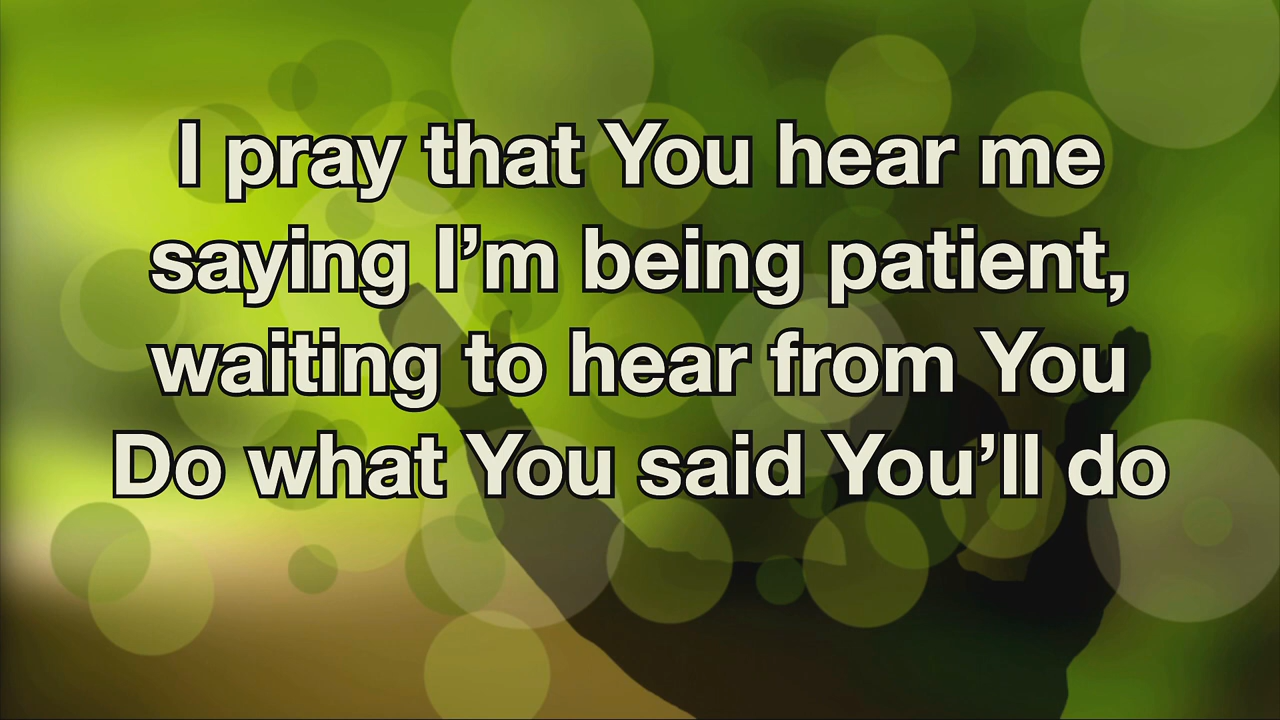 I pray that You hear me
saying I’m being patient,
waiting to hear from You
Do what You said You’ll do